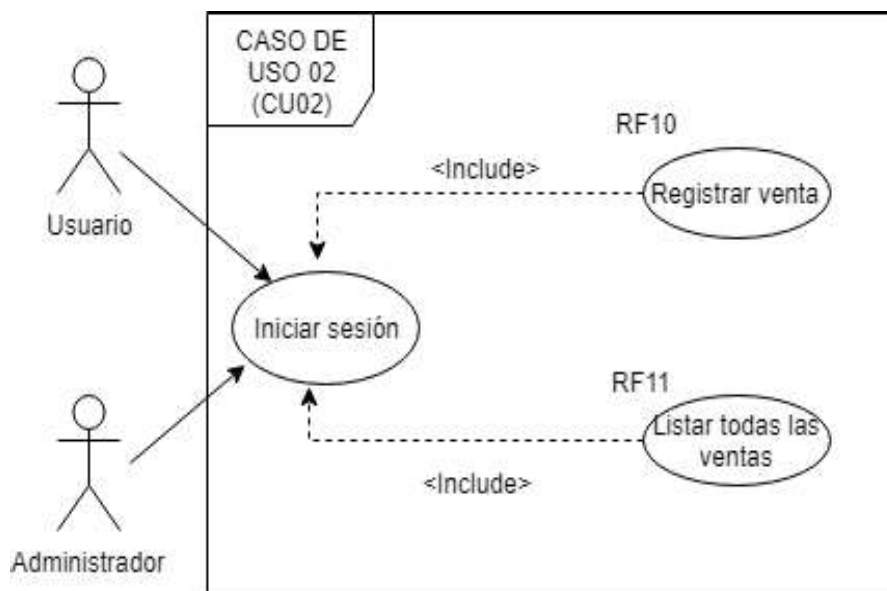 CASO DE
USO 02
(CU02)
RF10
<Include>
Registrar venta
Usuario
Iniciar sesión
RF11
Listar todas las
ventas
<Include>
Administrador